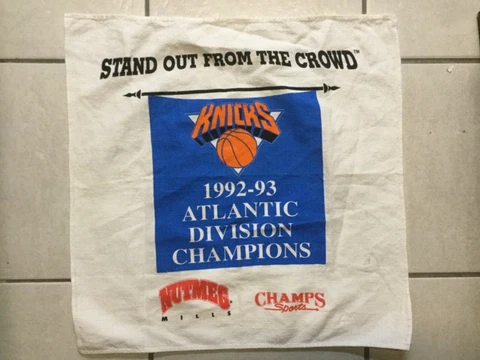 STAND OUT FROM THE CROWD™
KNICKS
1992-93
ATLANTIC
DIVISION
CHAMPIONS
NUTMEG
MILLS
CHAMPS
Sports